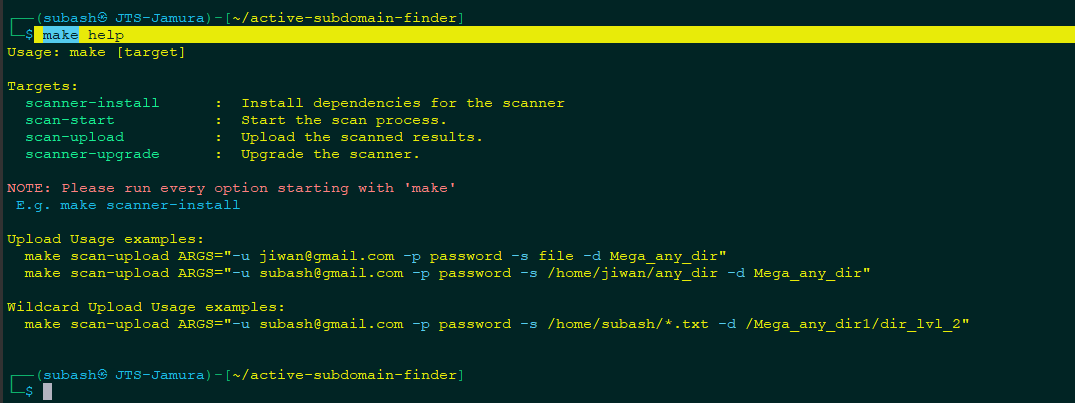 ┌──(subash㉿ JTS-Jamura)-[~/active-subdomain-finder]
└─$ make help
Usage: make [target]
Targets:
scanner-install : Install dependencies for the scanner
scan-start : Start the scan process.
scan-upload : Upload the scanned results.
scanner-upgrade : Upgrade the scanner.
NOTE: Please run every option starting with 'make'
E.g. make scanner-install
Upload Usage examples:
make scan-upload ARGS="-u jiwan@gmail.com -p password -s file -d Mega_any_dir"
make scan-upload ARGS="-u subash@gmail.com -p password -s /home/jiwan/any_dir -d Mega_any_dir"
Wildcard Upload Usage examples:
make scan-upload ARGS="-u subash@gmail.com -p password -s /home/subash/*.txt -d /Mega_any_dir1/dir_lvl_2"
┌──(subash㉿ JTS-Jamura)-[~/active-subdomain-finder]
└─$